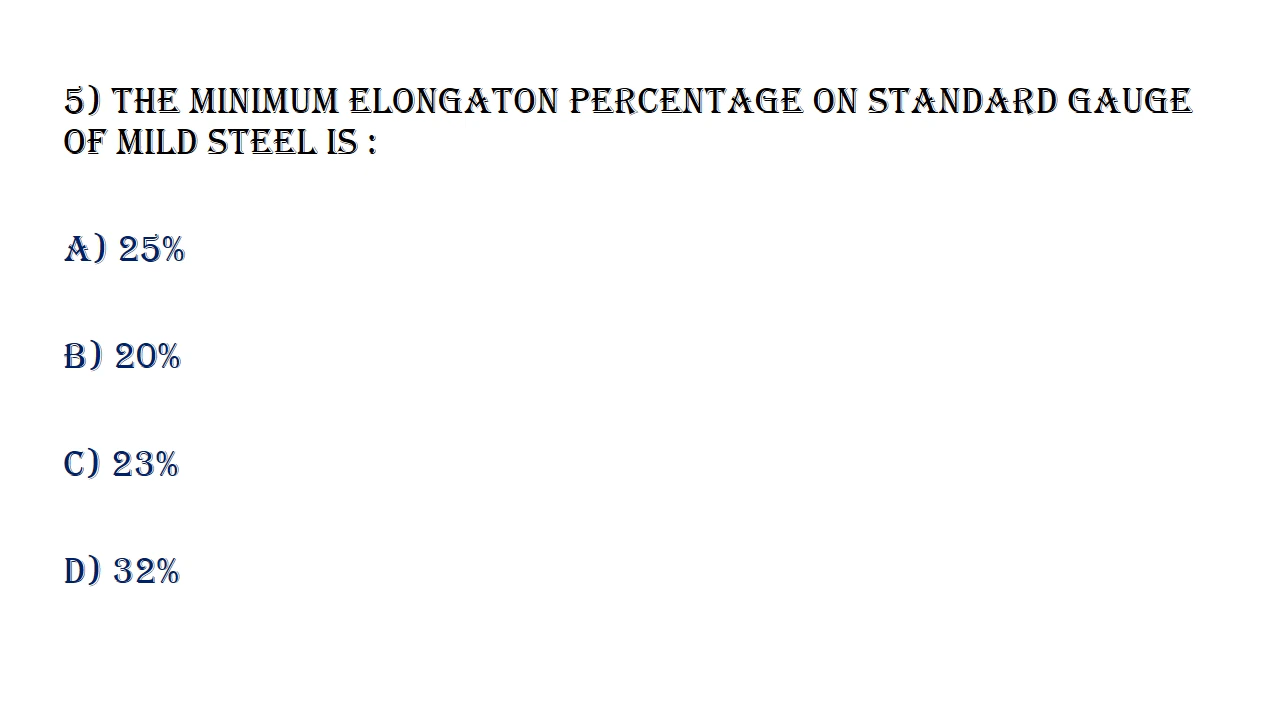 5) THE MINIMUM ELONGATON PERCENTAGE ON STANDARD GAUGE
OF MILD STEEL IS :
A) 25%
B) 20%
C) 23%
D) 32%